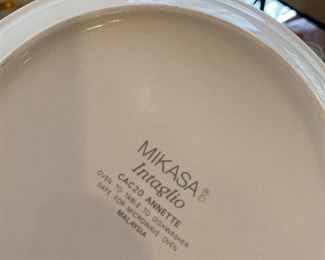 MIKASA®
Intaglio
CAC20 ANNETTE
OVEN TO TABLE TO DISHWASHER
SAFE FOR MICROWAVE OVEN
MALAYSIA